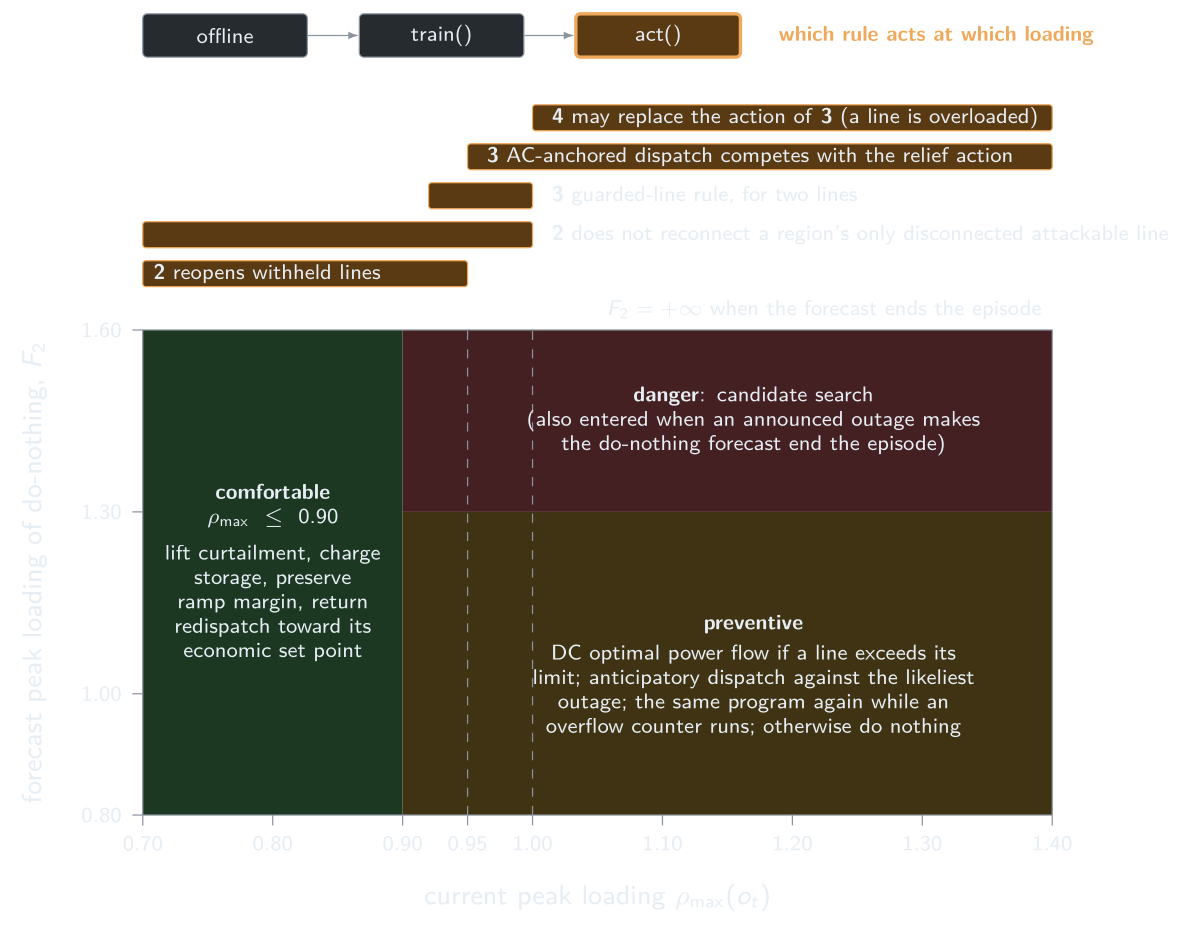 offline
train()
act()
which rule acts at which loading
4 may replace the action of 3 (a line is overloaded)
3 AC-anchored dispatch competes with the relief action
3 guarded-line rule, for two lines
2 does not reconnect a region's only disconnected attackable line
2 reopens withheld lines
F₂ = +∞ when the forecast ends the episode
forecast peak loading of do-nothing, F₂
1.60
1.30
1.00
0.80
danger: candidate search
(also entered when an announced outage makes
the do-nothing forecast end the episode)
comfortable
ρmax ≤ 0.90
lift curtailment, charge
storage, preserve
ramp margin, return
redispatch toward its
economic set point
preventive
DC optimal power flow if a line exceeds its
limit; anticipatory dispatch against the likeliest
outage; the same program again while an
overflow counter runs; otherwise do nothing
0.70
0.80
0.90
0.95
1.00
1.10
1.20
1.30
1.40
current peak loading ρmax(oₜ)